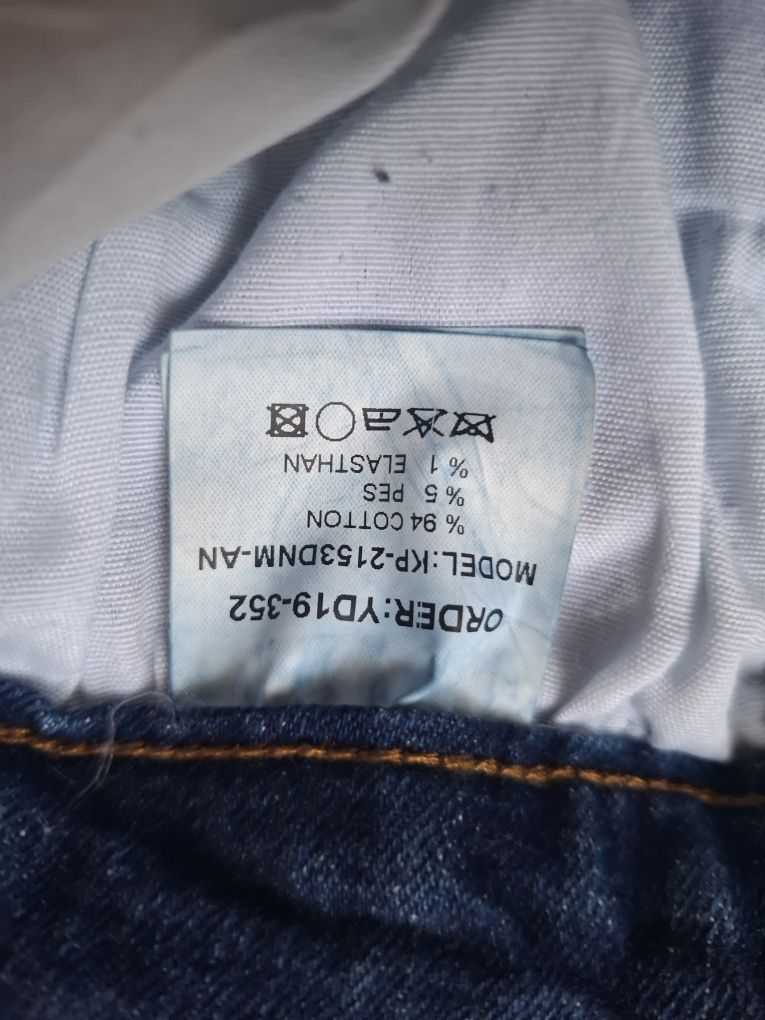 ORDER:YD19-352
MODEL:KP-2153DNM-AN
% 94 COTTON
% 5 PES
% 1 ELASTHAN